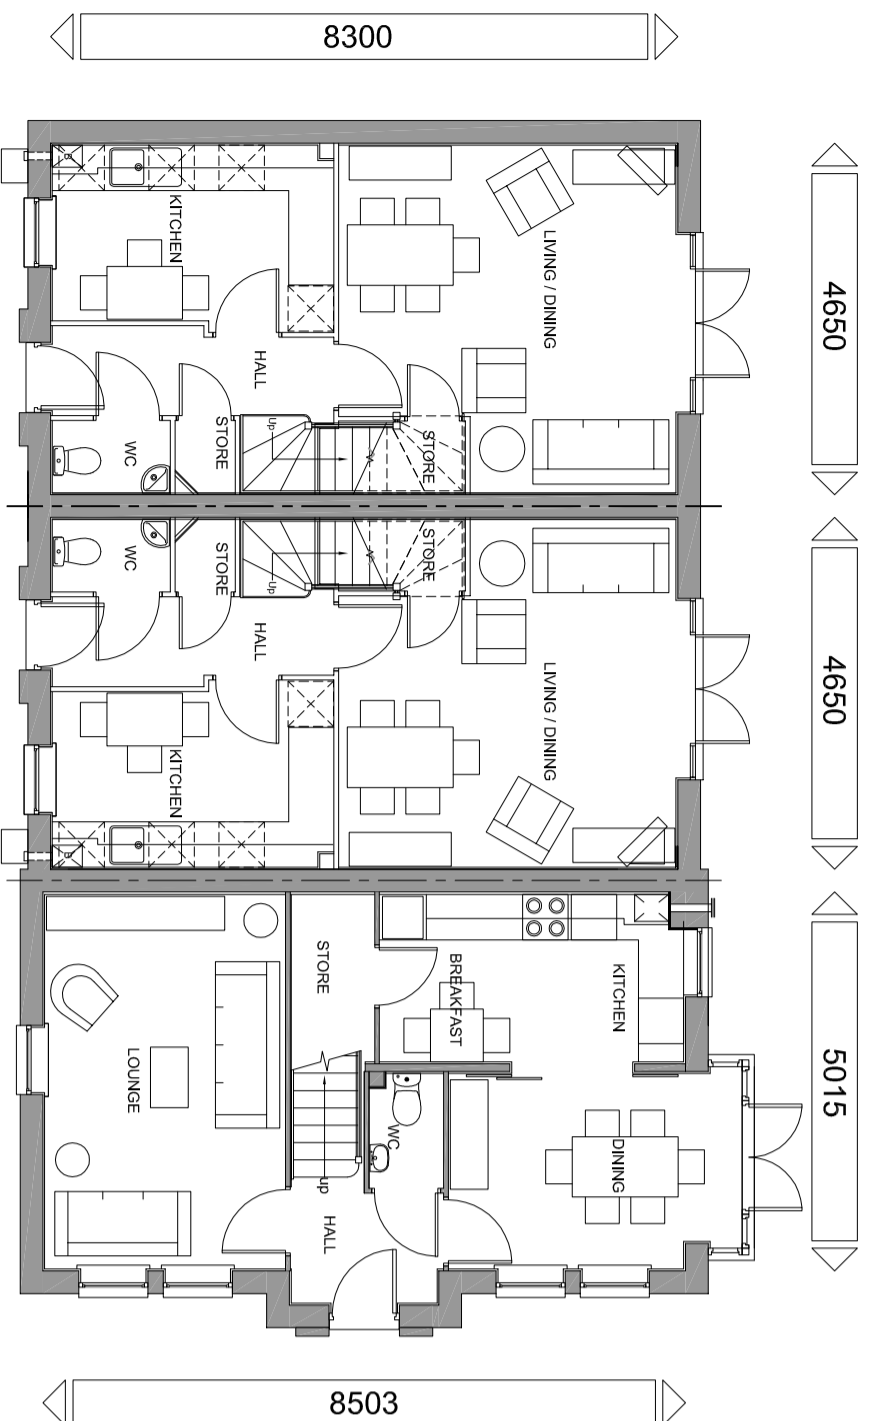 8300
4650
KITCHEN
LIVING / DINING
HALL
Up
STORE
STORE
WC
WC
STORE
STORE
Up
HALL
LIVING / DINING
KITCHEN
4650
STORE
BREAKFAST
KITCHEN
LOUNGE
WC
DINING
up
HALL
5015
8503